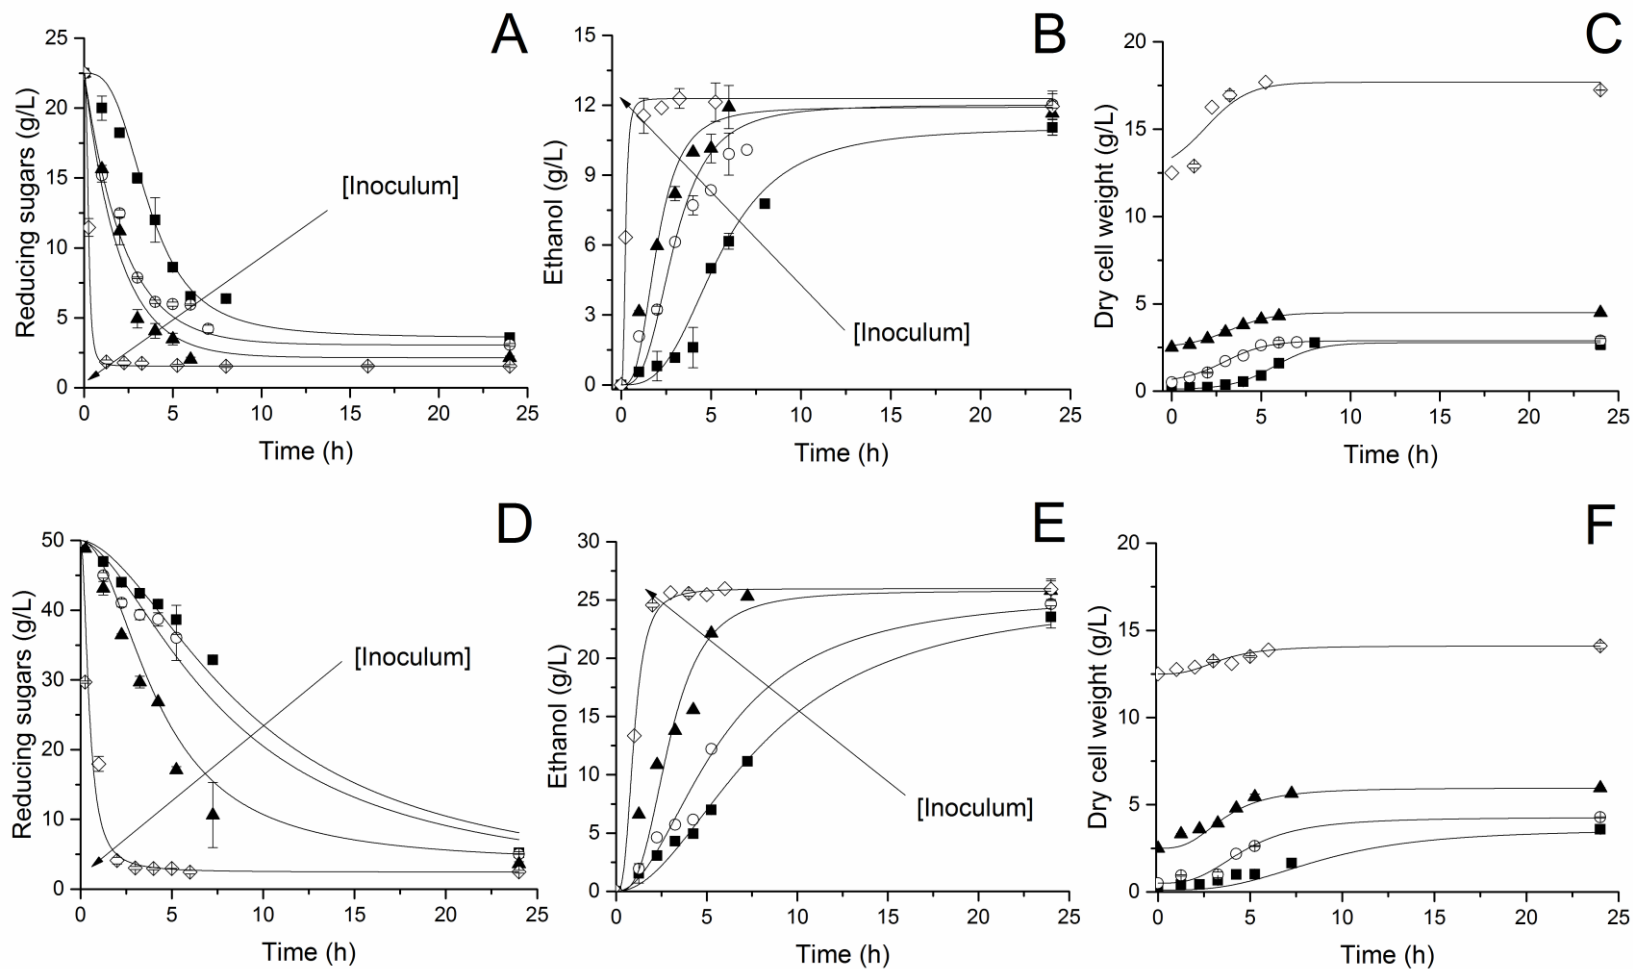 A
Reducing sugars (g/L)
25
20
15
10
5
0
[Inoculum]
0 5 10 15 20 25
Time (h)
B
Ethanol (g/L)
15
12
9
6
3
0
[Inoculum]
0 5 10 15 20 25
Time (h)
C
Dry cell weight (g/L)
20
15
10
5
0
0 5 10 15 20 25
Time (h)
D
Reducing sugars (g/L)
50
40
30
20
10
0
[Inoculum]
0 5 10 15 20 25
Time (h)
E
Ethanol (g/L)
30
25
20
15
10
5
0
[Inoculum]
0 5 10 15 20 25
Time (h)
F
Dry cell weight (g/L)
20
15
10
5
0
0 5 10 15 20 25
Time (h)